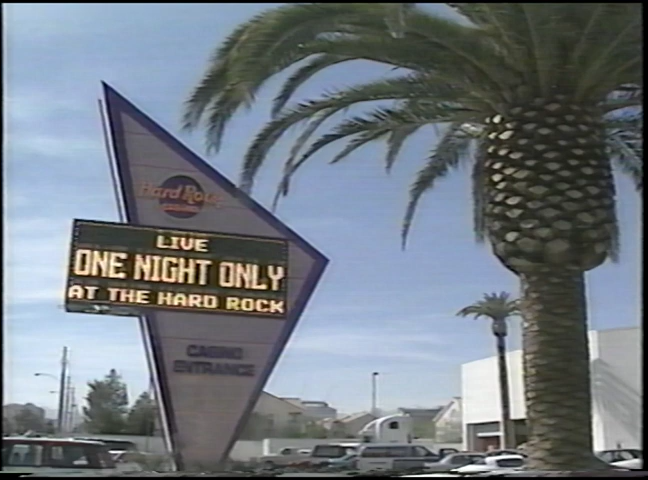 Hard Rock
LIVE
ONE NIGHT ONLY
AT THE HARD ROCK
CASINO
ENTRANCE